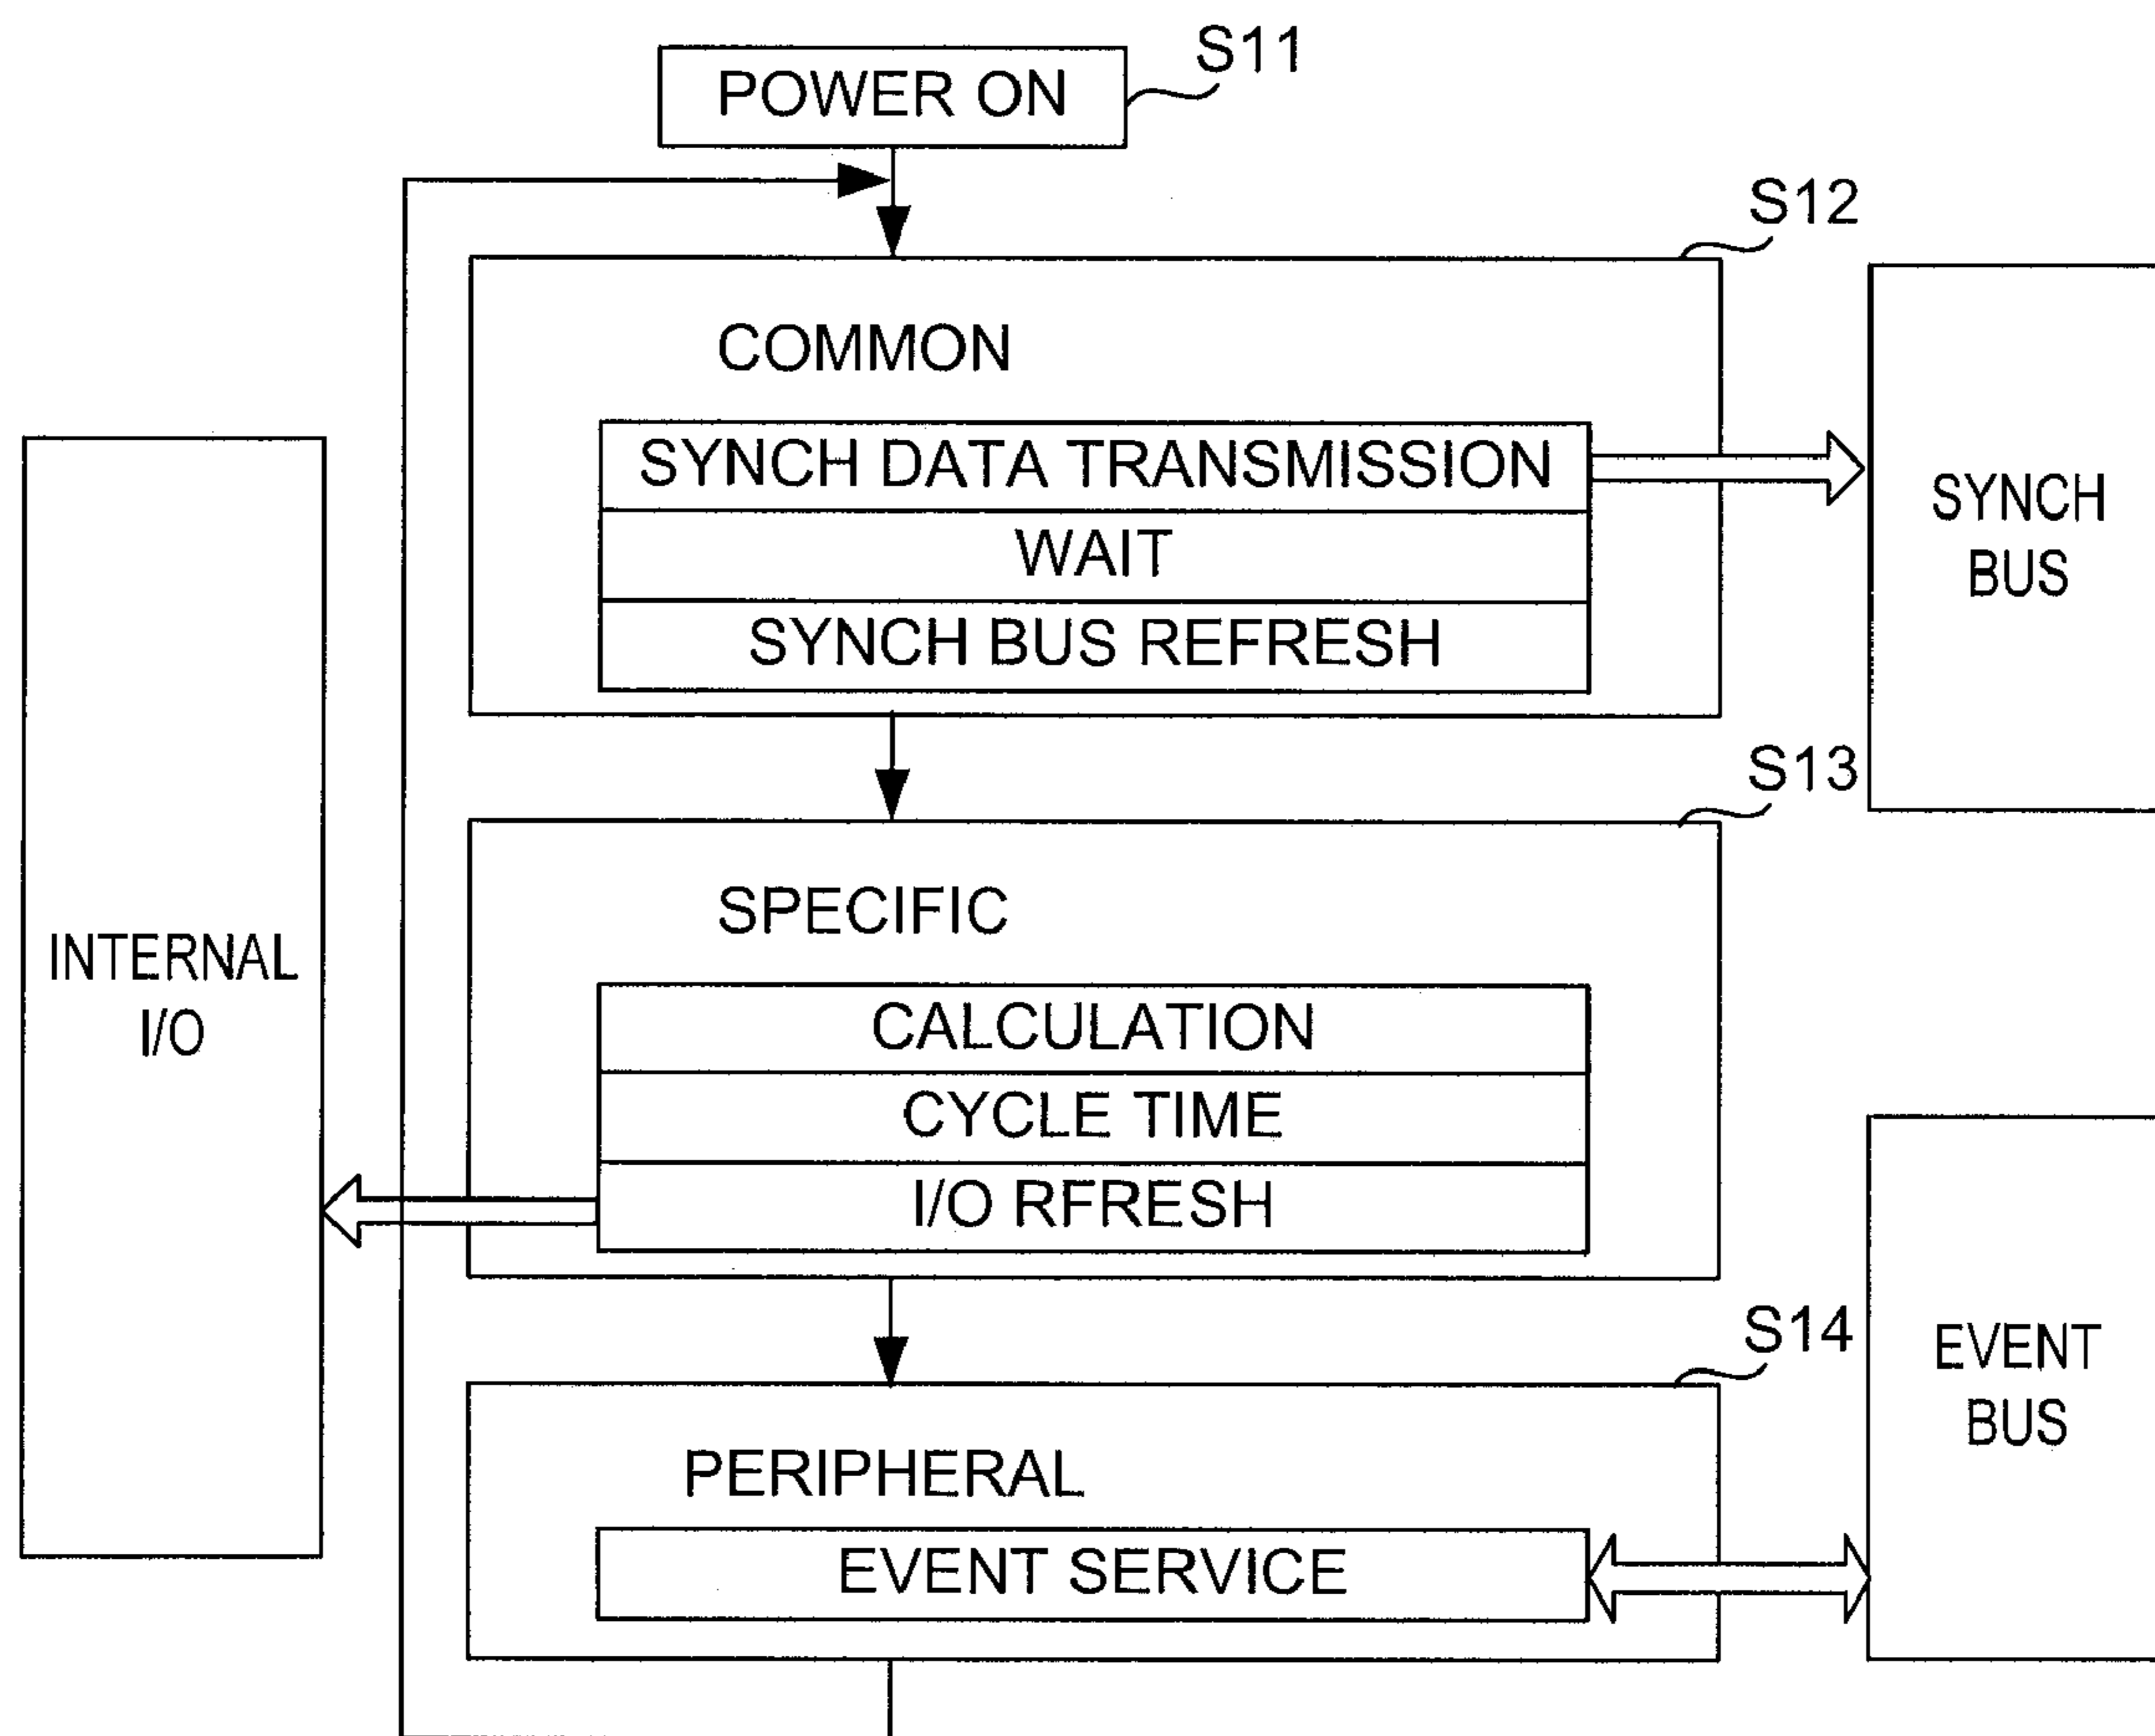 POWER ON
S11
S12
COMMON
SYNCH DATA TRANSMISSION
WAIT
SYNCH BUS REFRESH
SYNCH
BUS
S13
SPECIFIC
CALCULATION
CYCLE TIME
I/O RFRESH
INTERNAL
I/O
S14
PERIPHERAL
EVENT SERVICE
EVENT
BUS